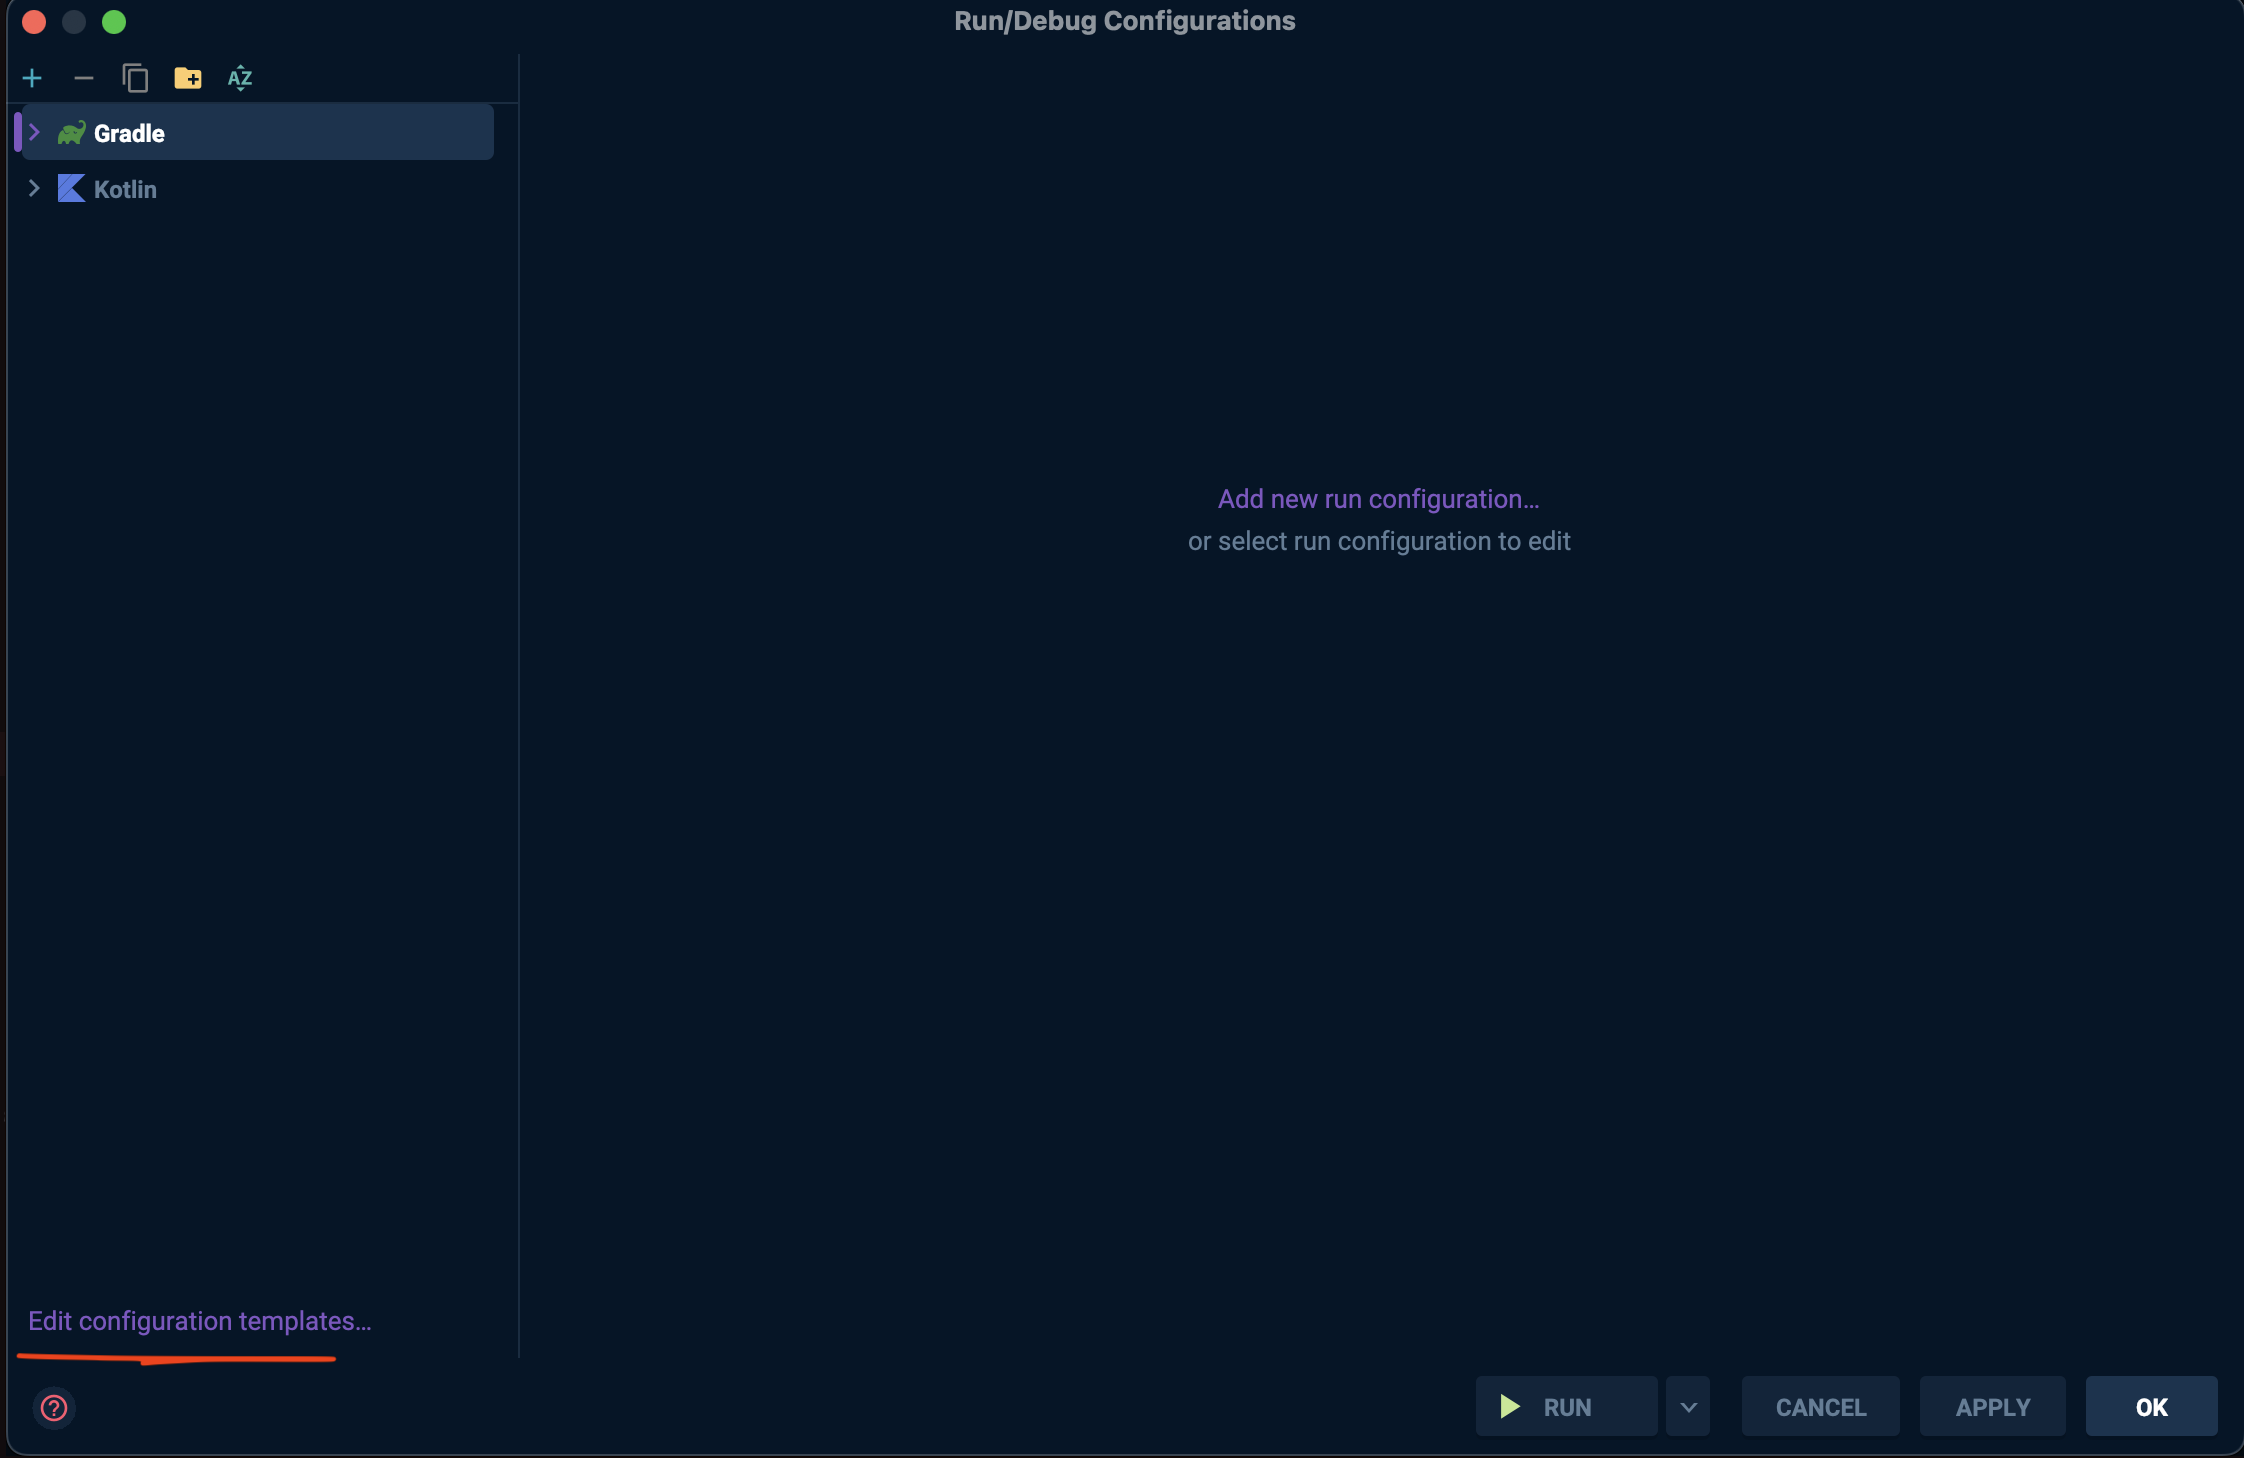 Run/Debug Configurations
AZ
Gradle
Kotlin
Add new run configuration...
or select run configuration to edit
Edit configuration templates...
?
RUN
CANCEL
APPLY
OK